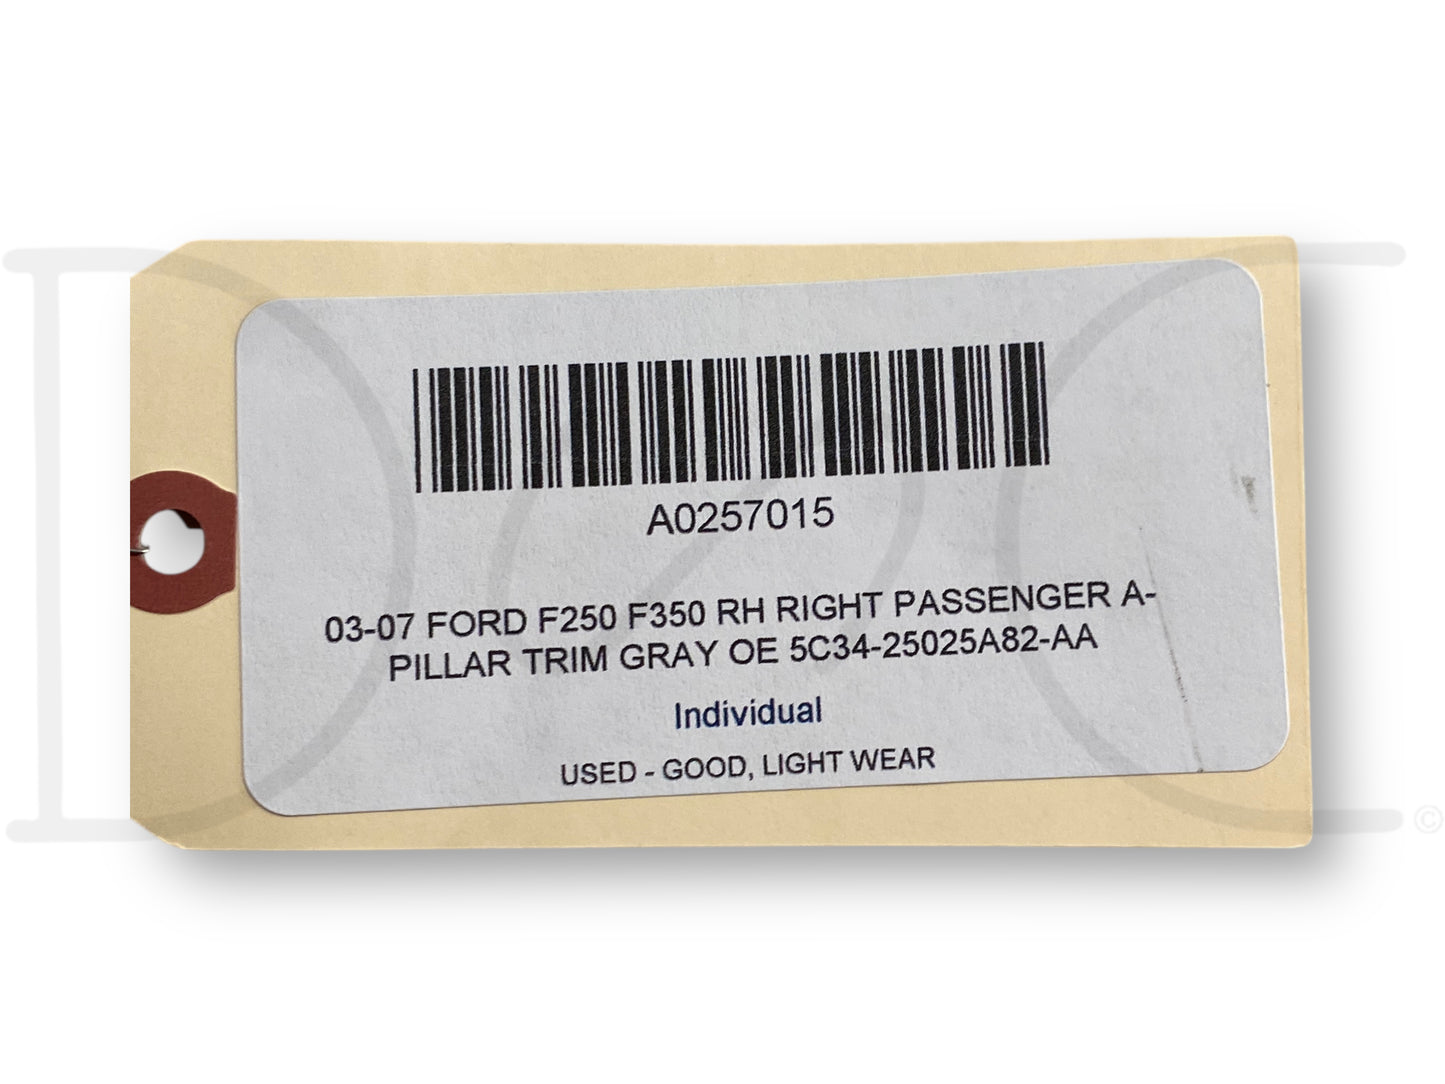 A0257015
03-07 FORD F250 F350 RH RIGHT PASSENGER A-
PILLAR TRIM GRAY OE 5C34-25025A82-AA
Individual
USED - GOOD, LIGHT WEAR
©